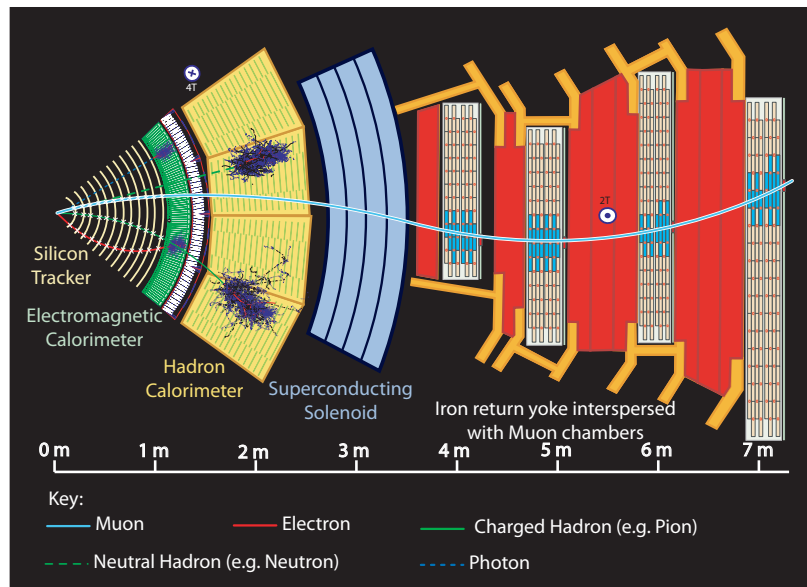 4T
2T
Silicon
Tracker
Electromagnetic
Calorimeter
Hadron
Calorimeter
Superconducting
Solenoid
Iron return yoke interspersed
with Muon chambers
0 m 1 m 2 m 3 m 4 m 5 m 6 m 7 m
Key:
Muon Electron Charged Hadron (e.g. Pion)
Neutral Hadron (e.g. Neutron) Photon